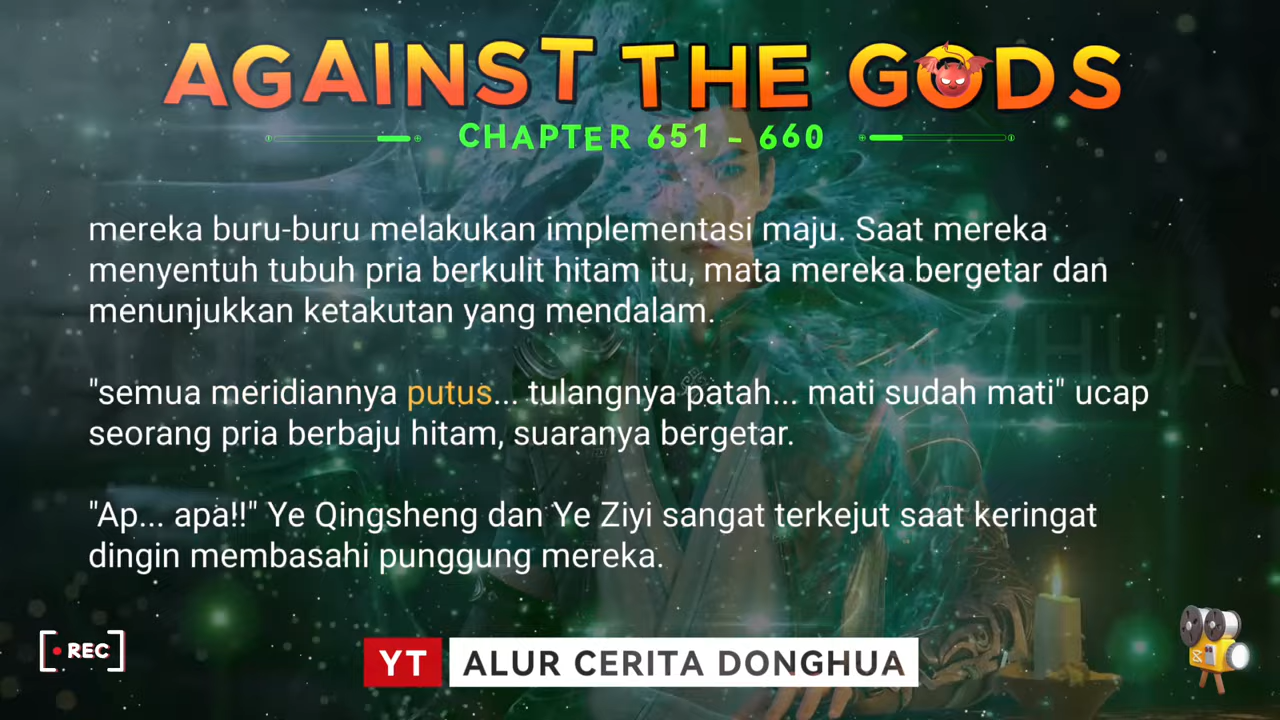 AGAINST THE GODS
CHAPTER 651 - 660
mereka buru-buru melakukan implementasi maju. Saat mereka
menyentuh tubuh pria berkulit hitam itu, mata mereka bergetar dan
menunjukkan ketakutan yang mendalam.
"semua meridiannya putus... tulangnya patah... mati sudah mati" ucap
seorang pria berbaju hitam, suaranya bergetar.
"Ap... apa!!" Ye Qingsheng dan Ye Ziyi sangat terkejut saat keringat
dingin membasahi punggung mereka.
REC
YT ALUR CERITA DONGHUA